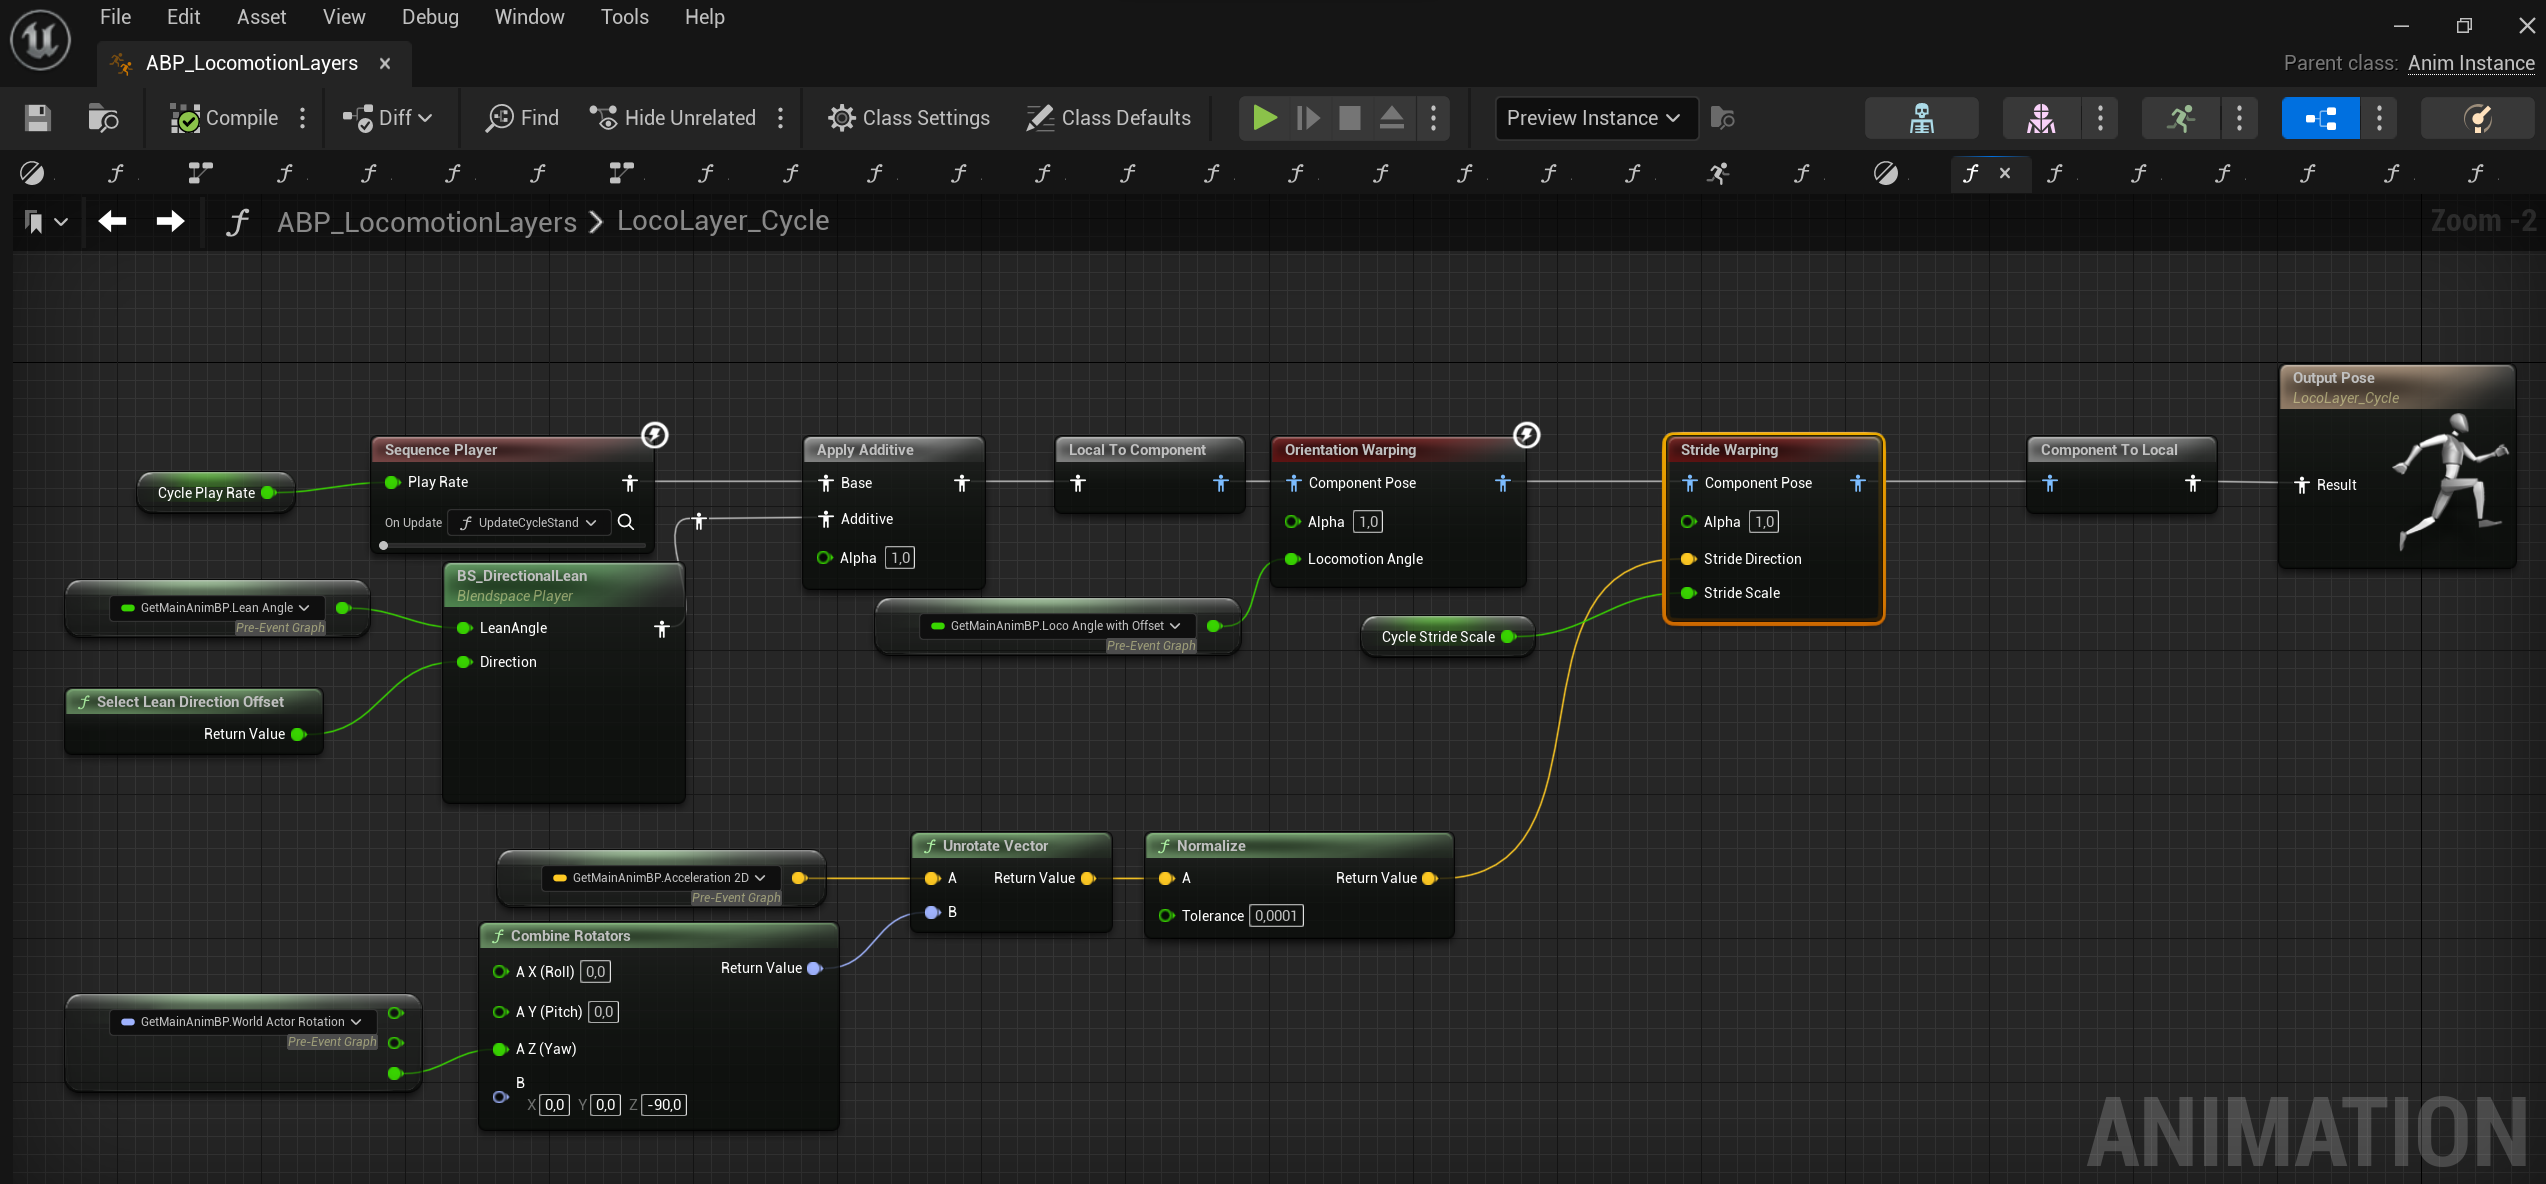 File Edit Asset View Debug Window Tools Help
ABP_LocomotionLayers
Parent class: Anim Instance
Compile Diff Find Hide Unrelated Class Settings Class Defaults Preview Instance
ABP_LocomotionLayers LocoLayer_Cycle
Zoom -2
Output Pose
LocoLayer_Cycle
Result
Sequence Player
Play Rate
On Update UpdateCycleStand
Cycle Play Rate
Apply Additive
Base
Additive
Alpha 1,0
Local To Component
Orientation Warping
Component Pose
Alpha 1,0
Locomotion Angle
Stride Warping
Component Pose
Alpha 1,0
Stride Direction
Stride Scale
Component To Local
GetMainAnimBP.Lean Angle
Pre-Event Graph
BS_DirectionalLean
Blendspace Player
LeanAngle
Direction
GetMainAnimBP.Loco Angle with Offset
Pre-Event Graph
Cycle Stride Scale
Select Lean Direction Offset
Return Value
GetMainAnimBP.Acceleration 2D
Pre-Event Graph
Unrotate Vector
A Return Value
B
Normalize
A Return Value
Tolerance 0,0001
Combine Rotators
A X (Roll) 0,0 Return Value
A Y (Pitch) 0,0
A Z (Yaw)
B
X 0,0 Y 0,0 Z -90,0
GetMainAnimBP.World Actor Rotation
Pre-Event Graph
ANIMATION